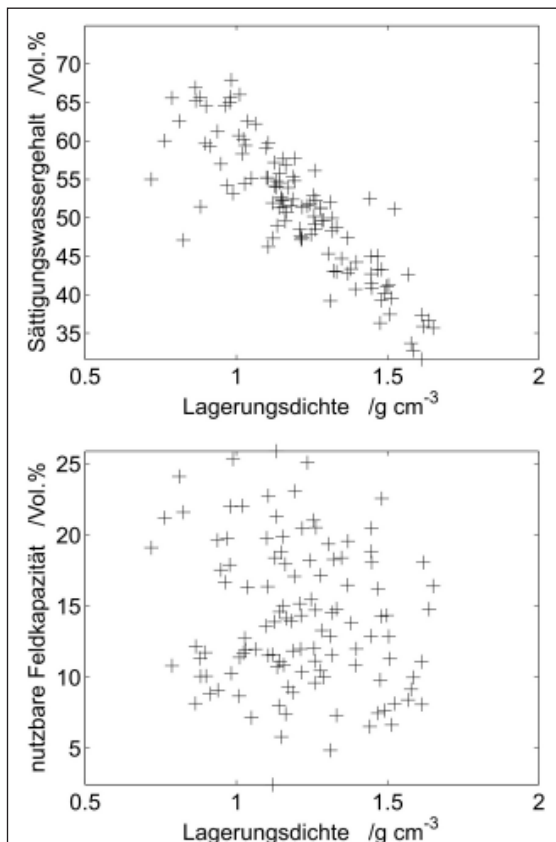 Sättigungswassergehalt /Vol.%
70
65
60
55
50
45
40
35
0.5 1 1.5 2
Lagerungsdichte /g cm-3
nutzbare Feldkapazität /Vol.%
25
20
15
10
5
0.5 1 1.5 2
Lagerungsdichte /g cm-3